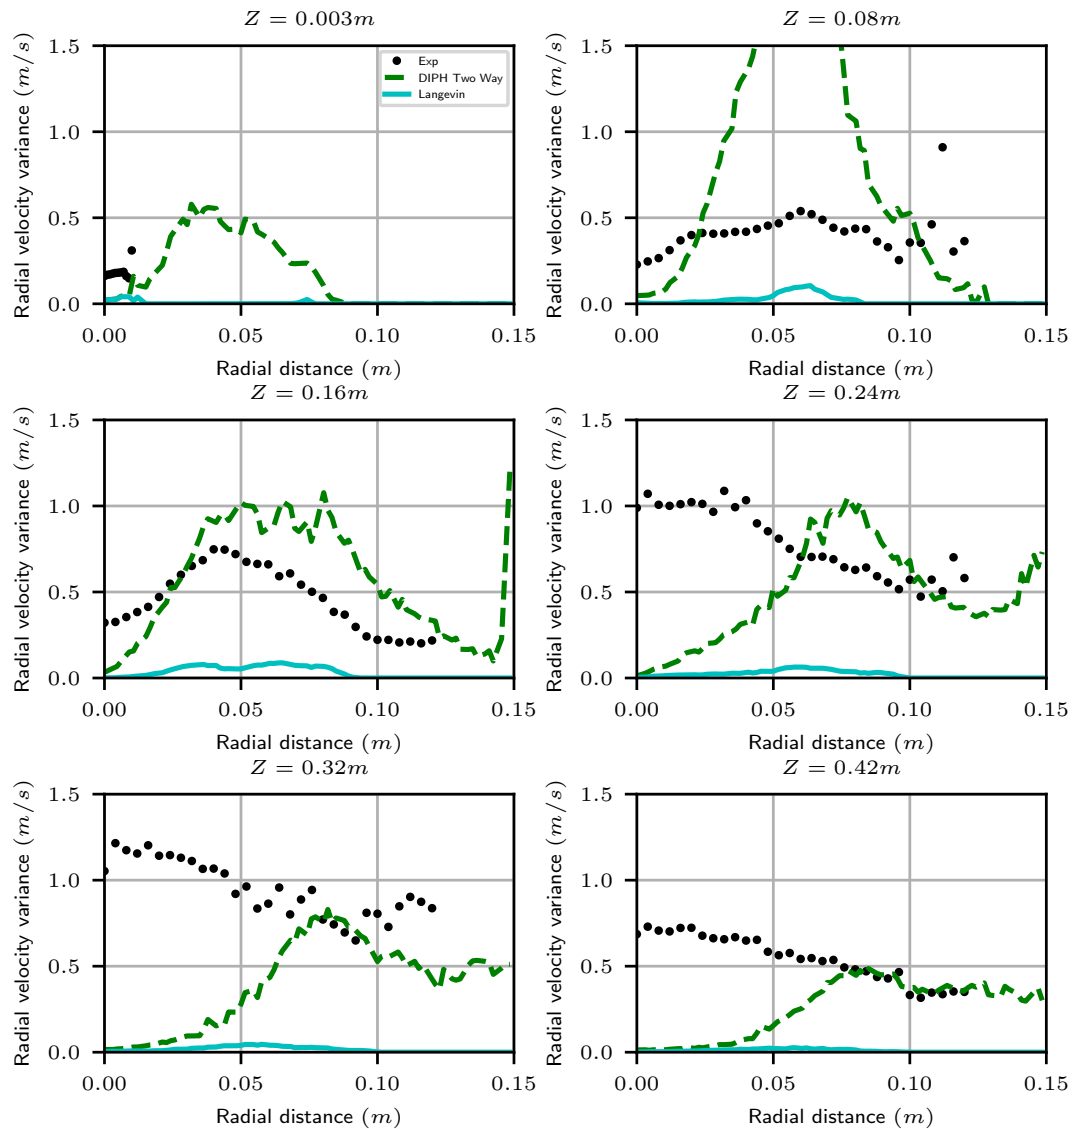 Z = 0.003m
Z = 0.08m
Radial velocity variance (m/s)
1.5
1.0
0.5
0.0
Exp
DIPH Two Way
Langevin
0.00 0.05 0.10 0.15
Radial distance (m)
Radial velocity variance (m/s)
1.5
1.0
0.5
0.0
0.00 0.05 0.10 0.15
Radial distance (m)
Z = 0.16m
Z = 0.24m
Radial velocity variance (m/s)
1.5
1.0
0.5
0.0
0.00 0.05 0.10 0.15
Radial distance (m)
Radial velocity variance (m/s)
1.5
1.0
0.5
0.0
0.00 0.05 0.10 0.15
Radial distance (m)
Z = 0.32m
Z = 0.42m
Radial velocity variance (m/s)
1.5
1.0
0.5
0.0
0.00 0.05 0.10 0.15
Radial distance (m)
Radial velocity variance (m/s)
1.5
1.0
0.5
0.0
0.00 0.05 0.10 0.15
Radial distance (m)